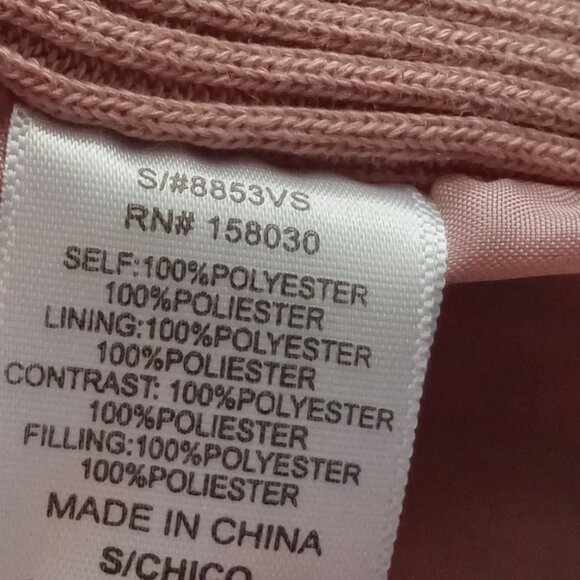 S/#8853VS
RN# 158030
SELF:100%POLYESTER
100%POLIESTER
LINING:100%POLYESTER
100%POLIESTER
CONTRAST: 100%POLYESTER
100%POLIESTER
FILLING:100%POLYESTER
100%POLIESTER
MADE IN CHINA
S/CHICO